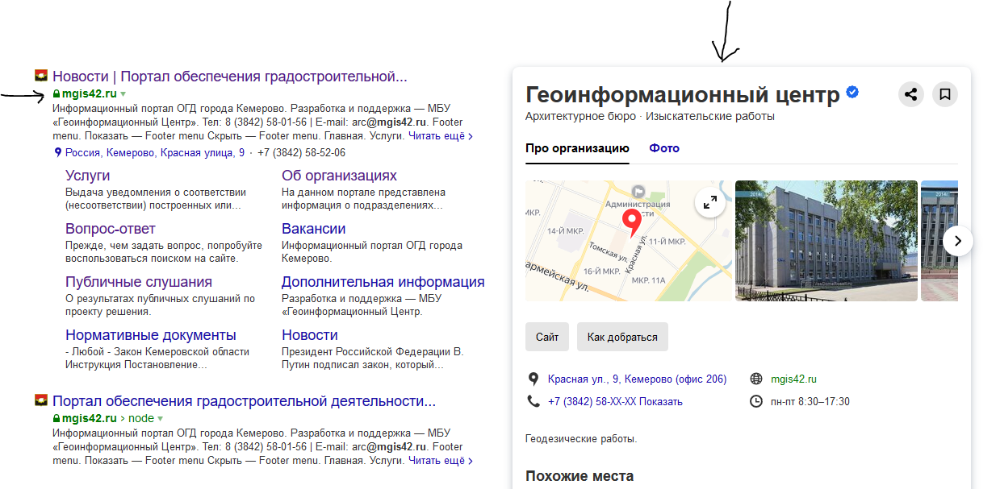 Новости | Портал обеспечения градостроительной...
mgis42.ru
Информационный портал ОГД города Кемерово. Разработка и поддержка — МБУ
«Геоинформационный Центр». Тел: 8 (3842) 58-01-56 | E-mail: arc@mgis42.ru. Footer
menu. Показать — Footer menu Скрыть — Footer menu. Главная. Услуги. Читать ещё >
Россия, Кемерово, Красная улица, 9 · +7 (3842) 58-52-06
Услуги
Выдача уведомления о соответствии
(несоответствии) построенных или...
Об организациях
На данном портале представлена
информация о подразделениях...
Вопрос-ответ
Прежде, чем задать вопрос, попробуйте
воспользоваться поиском на сайте.
Вакансии
Информационный портал ОГД города
Кемерово.
Публичные слушания
О результатах публичных слушаний по
проекту решения.
Дополнительная информация
Разработка и поддержка — МБУ
«Геоинформационный Центр.
Нормативные документы
- Любой - Закон Кемеровской области
Инструкция Постановление...
Новости
Президент Российской Федерации В.
Путин подписал закон, который...
Портал обеспечения градостроительной деятельности...
mgis42.ru > node
Информационный портал ОГД города Кемерово. Разработка и поддержка — МБУ
«Геоинформационный Центр». Тел: 8 (3842) 58-01-56 | E-mail: arc@mgis42.ru. Footer
menu. Показать — Footer menu Скрыть — Footer menu. Главная. Услуги. Читать ещё >
Геоинформационный центр
Архитектурное бюро · Изыскательские работы
Про организацию
Фото
Администрация
сти
МКР.
14-Й МКР.
11-Й МКР.
Томская ул.
Красная ул.
16-Й МКР.
МКР. 11А
армейская ул.
2014г.
2014г.
Сайт
Как добраться
Красная ул., 9, Кемерово (офис 206)
mgis42.ru
+7 (3842) 58-XX-XX Показать
пн-пт 8:30–17:30
Геодезические работы.
Похожие места